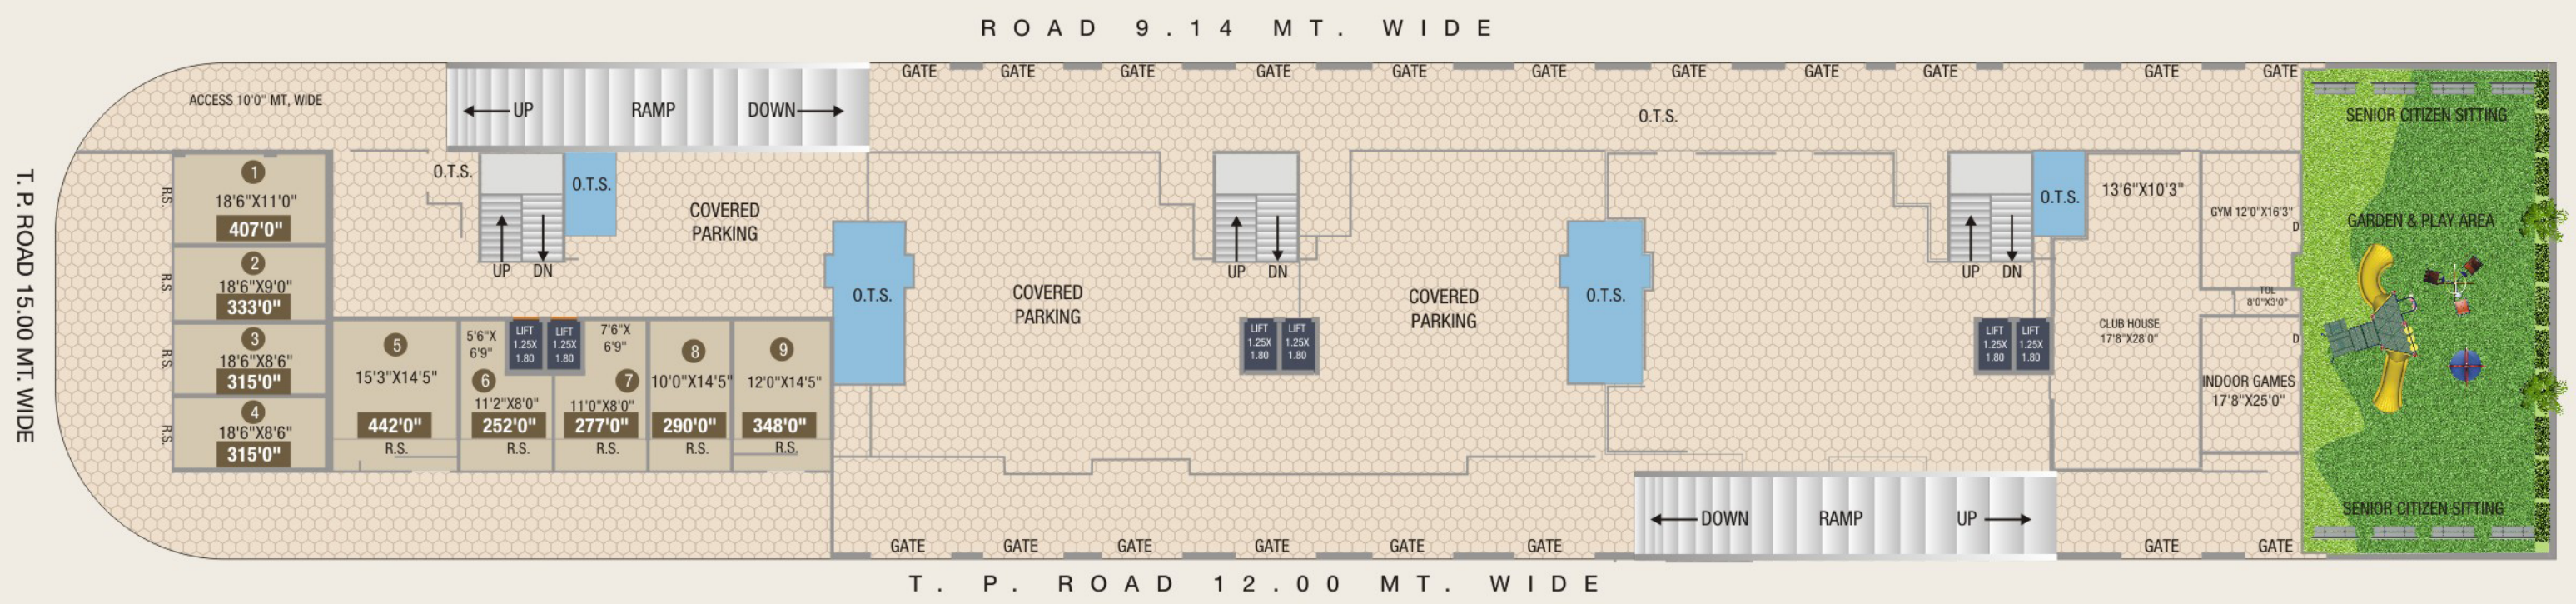 ROAD 9.14 MT. WIDE
GATE GATE GATE GATE GATE GATE GATE GATE GATE GATE GATE
ACCESS 10'0" MT, WIDE
UP RAMP DOWN
O.T.S.
SENIOR CITIZEN SITTING
T. P. ROAD 15.00 MT. WIDE
R.S.
1
18'6"X11'0"
407'0"
R.S.
2
18'6"X9'0"
333'0"
R.S.
3
18'6"X8'6"
315'0"
R.S.
4
18'6"X8'6"
315'0"
O.T.S.
O.T.S.
UP DN
COVERED
PARKING
5
15'3"X14'5"
442'0"
R.S.
5'6"X
6'9"
6
11'2"X8'0"
252'0"
R.S.
LIFT
1.25X
1.80
LIFT
1.25X
1.80
7'6"X
6'9"
7
11'0"X8'0"
277'0"
R.S.
8
10'0"X14'5"
290'0"
R.S.
9
12'0"X14'5"
348'0"
R.S.
O.T.S.
COVERED
PARKING
UP DN
LIFT
1.25X
1.80
LIFT
1.25X
1.80
COVERED
PARKING
O.T.S.
UP DN
O.T.S.
LIFT
1.25X
1.80
LIFT
1.25X
1.80
13'6"X10'3"
CLUB HOUSE
17'8"X28'0"
GYM 12'0"X16'3"
D
TOL
8'0"X3'0"
D
INDOOR GAMES
17'8"X25'0"
GARDEN & PLAY AREA
SENIOR CITIZEN SITTING
DOWN RAMP UP
GATE GATE GATE GATE GATE GATE GATE GATE
T. P. ROAD 12.00 MT. WIDE